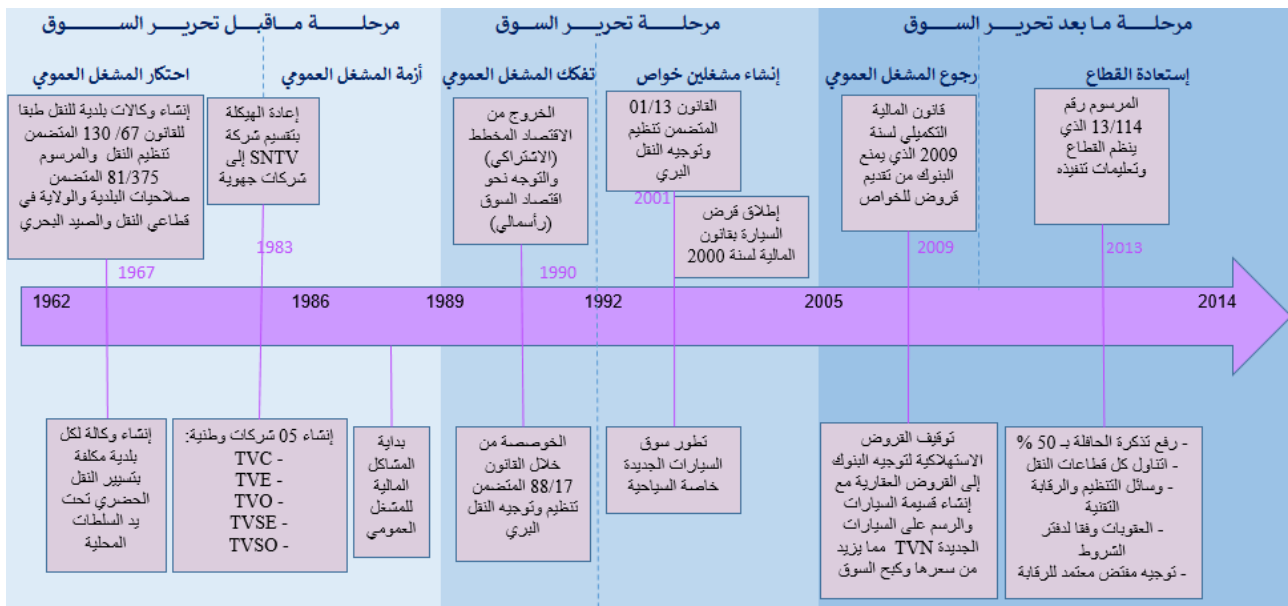 مرحلة ماقبل تحرير السوق
احتكار المشغل العمومي
أزمة المشغل العمومي
إنشاء وكالات بلدية للنقل طبقا
للقانون 67/ 130 المتضمن
تنظيم النقل والمرسوم
81/375 المتضمن
صلاحيات البلدية والولاية في
قطاعي النقل والصيد البحري
إعادة الهيكلة
بتقسيم شركة
SNTV إلى
شركات جهوية
1967
1983
مرحلة تحرير السوق
تفكك المشغل العمومي
إنشاء مشغلين خواص
الخروج من
الاقتصاد المخطط
(الاشتراكي)
والتوجه نحو
اقتصاد السوق
(رأسمالي)
القانون 01/13
المتضمن تنظيم
وتوجيه النقل
البري
2001
إطلاق قرض
السيارة بقانون
المالية لسنة 2000
1990
مرحلة ما بعد تحرير السوق
رجوع المشغل العمومي
إستعادة القطاع
قانون المالية
التكميلي لسنة
2009 الذي يمنع
البنوك من تقديم
قروض للخواص
المرسوم رقم
13/114 الذي
ينظم القطاع
وتعليمات تنفيذه
2009
2013
1962
1986
1989
1992
2005
2014
إنشاء وكالة لكل
بلدية مكلفة
بتسيير النقل
الحضري تحت
يد السلطات
المحلية
إنشاء 05 شركات وطنية:
- TVC
- TVE
- TVO
- TVSE
- TVSO
بداية
المشاكل
المالية
للمشغل
العمومي
الخوصصة من
خلال القانون
88/17 المتضمن
تنظيم وتوجيه النقل
البري
تطور سوق
السيارات الجديدة
خاصة السياحية
توقيف القروض
الاستهلاكية لتوجيه البنوك
إلى القروض العقارية مع
إنشاء قسيمة السيارات
والرسم على السيارات
الجديدة TVN مما يزيد
من سعرها وكبح السوق
- رفع تذكرة الحافلة بـ 50 %
- اتناول كل قطاعات النقل
- وسائل التنظيم والرقابة
التقنية
- العقوبات وفقا لدفتر
الشروط
- توجيه مفتض معتمد للرقابة